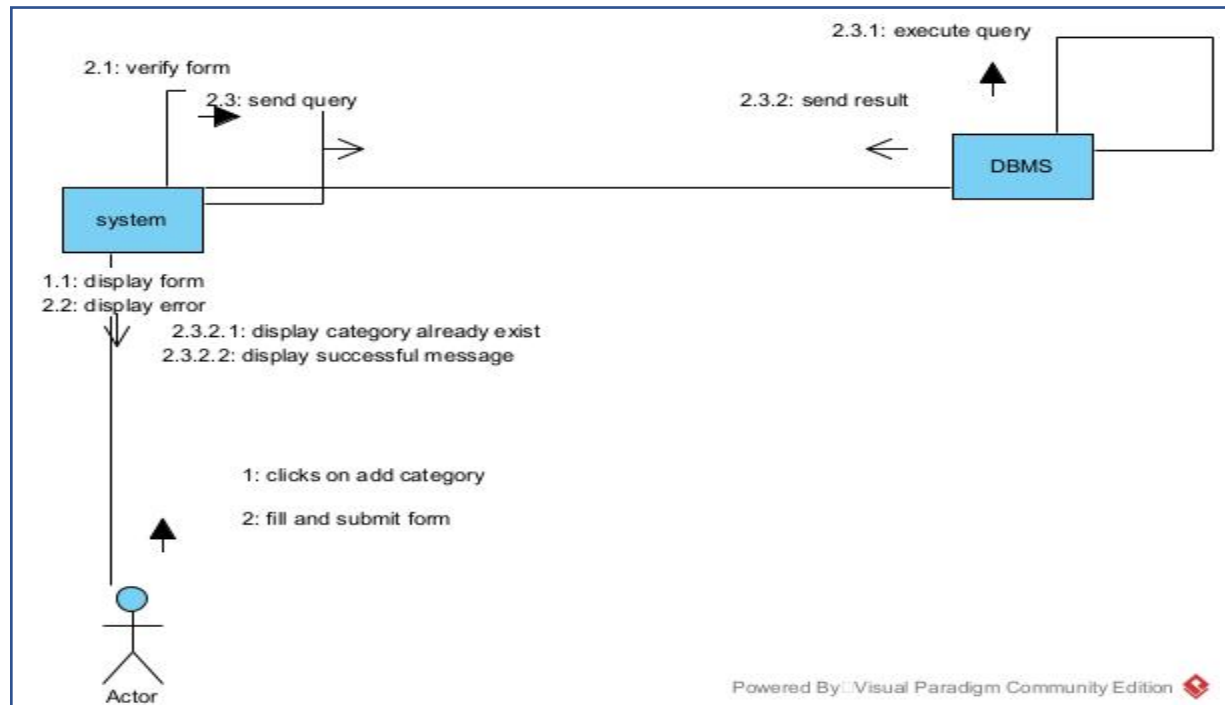 2.3.1: execute query
2.1: verify form
2.3: send query
2.3.2: send result
DBMS
system
1.1: display form
2.2: display error
2.3.2.1: display category already exist
2.3.2.2: display successful message
1: clicks on add category
2: fill and submit form
Actor
Powered By Visual Paradigm Community Edition